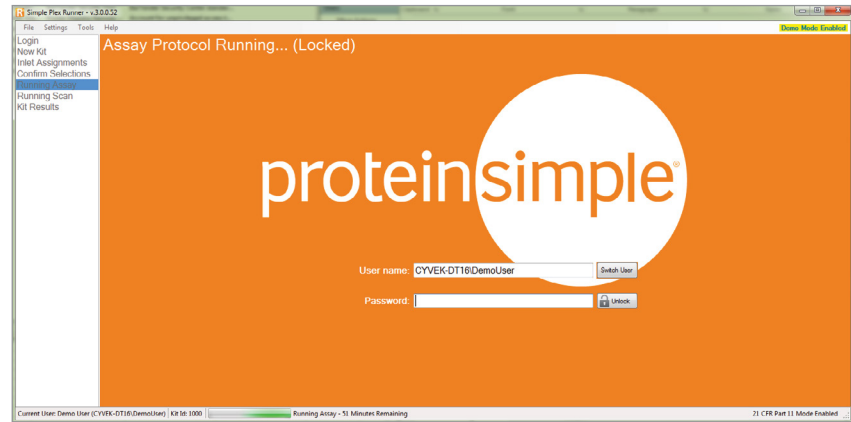 Simple Plex Runner - v.3.0.0.52
File Settings Tools Help
Demo Mode Enabled
Login
New Kit
Inlet Assignments
Confirm Selections
Running Assay
Running Scan
Kit Results
Assay Protocol Running... (Locked)
proteinsimple®
User name: CYVEK-DT16\DemoUser Switch User
Password: Unlock
Current User: Demo User (CYVEK-DT16\DemoUser) Kit Id: 1000 Running Assay - 51 Minutes Remaining 21 CFR Part 11 Mode Enabled